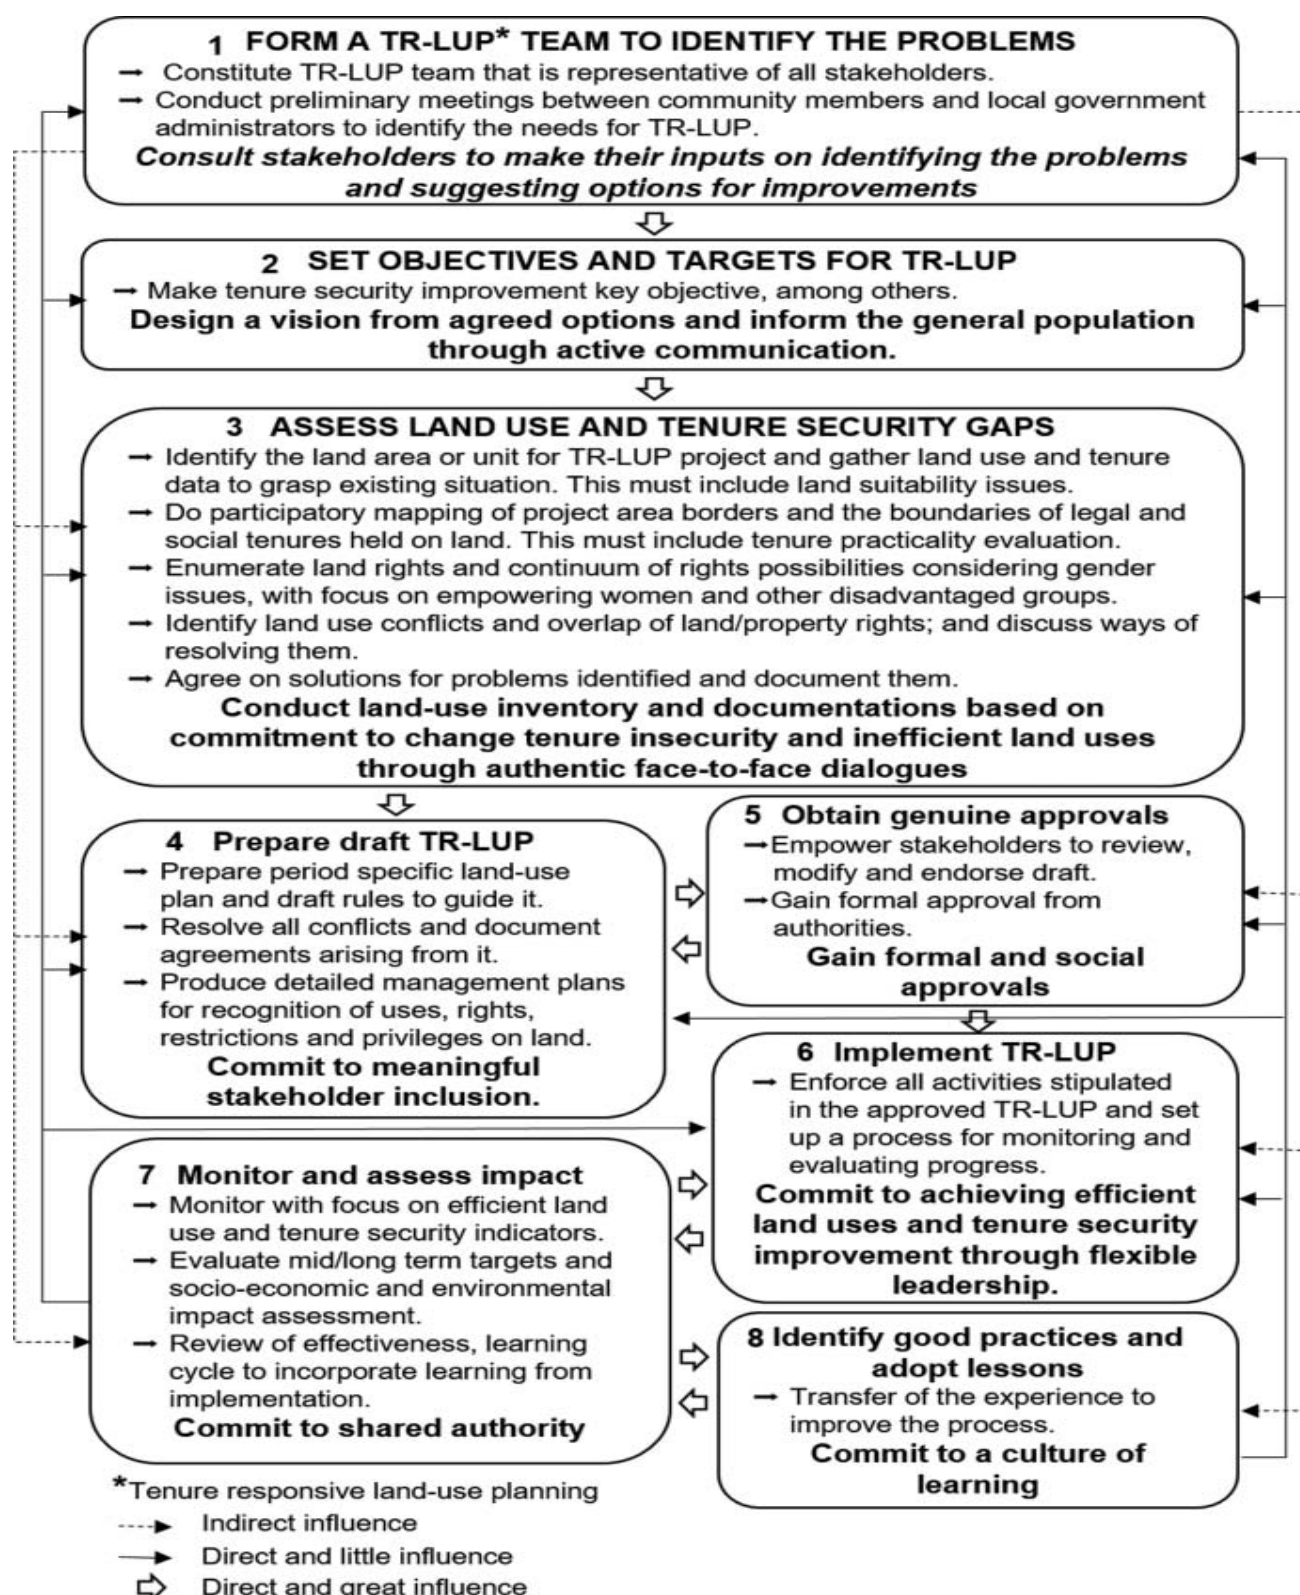 1 FORM A TR-LUP* TEAM TO IDENTIFY THE PROBLEMS
→ Constitute TR-LUP team that is representative of all stakeholders.
→ Conduct preliminary meetings between community members and local government
administrators to identify the needs for TR-LUP.
Consult stakeholders to make their inputs on identifying the problems
and suggesting options for improvements
2 SET OBJECTIVES AND TARGETS FOR TR-LUP
→ Make tenure security improvement key objective, among others.
Design a vision from agreed options and inform the general population
through active communication.
3 ASSESS LAND USE AND TENURE SECURITY GAPS
→ Identify the land area or unit for TR-LUP project and gather land use and tenure
data to grasp existing situation. This must include land suitability issues.
→ Do participatory mapping of project area borders and the boundaries of legal and
social tenures held on land. This must include tenure practicality evaluation.
→ Enumerate land rights and continuum of rights possibilities considering gender
issues, with focus on empowering women and other disadvantaged groups.
→ Identify land use conflicts and overlap of land/property rights; and discuss ways of
resolving them.
→ Agree on solutions for problems identified and document them.
Conduct land-use inventory and documentations based on
commitment to change tenure insecurity and inefficient land uses
through authentic face-to-face dialogues
4 Prepare draft TR-LUP
→ Prepare period specific land-use
plan and draft rules to guide it.
→ Resolve all conflicts and document
agreements arising from it.
→ Produce detailed management plans
for recognition of uses, rights,
restrictions and privileges on land.
Commit to meaningful
stakeholder inclusion.
5 Obtain genuine approvals
→ Empower stakeholders to review,
modify and endorse draft.
→ Gain formal approval from
authorities.
Gain formal and social
approvals
6 Implement TR-LUP
→ Enforce all activities stipulated
in the approved TR-LUP and set
up a process for monitoring and
evaluating progress.
Commit to achieving efficient
land uses and tenure security
improvement through flexible
leadership.
7 Monitor and assess impact
→ Monitor with focus on efficient land
use and tenure security indicators.
→ Evaluate mid/long term targets and
socio-economic and environmental
impact assessment.
→ Review of effectiveness, learning
cycle to incorporate learning from
implementation.
Commit to shared authority
8 Identify good practices and
adopt lessons
→ Transfer of the experience to
improve the process.
Commit to a culture of
learning
*Tenure responsive land-use planning
Indirect influence
Direct and little influence
Direct and great influence